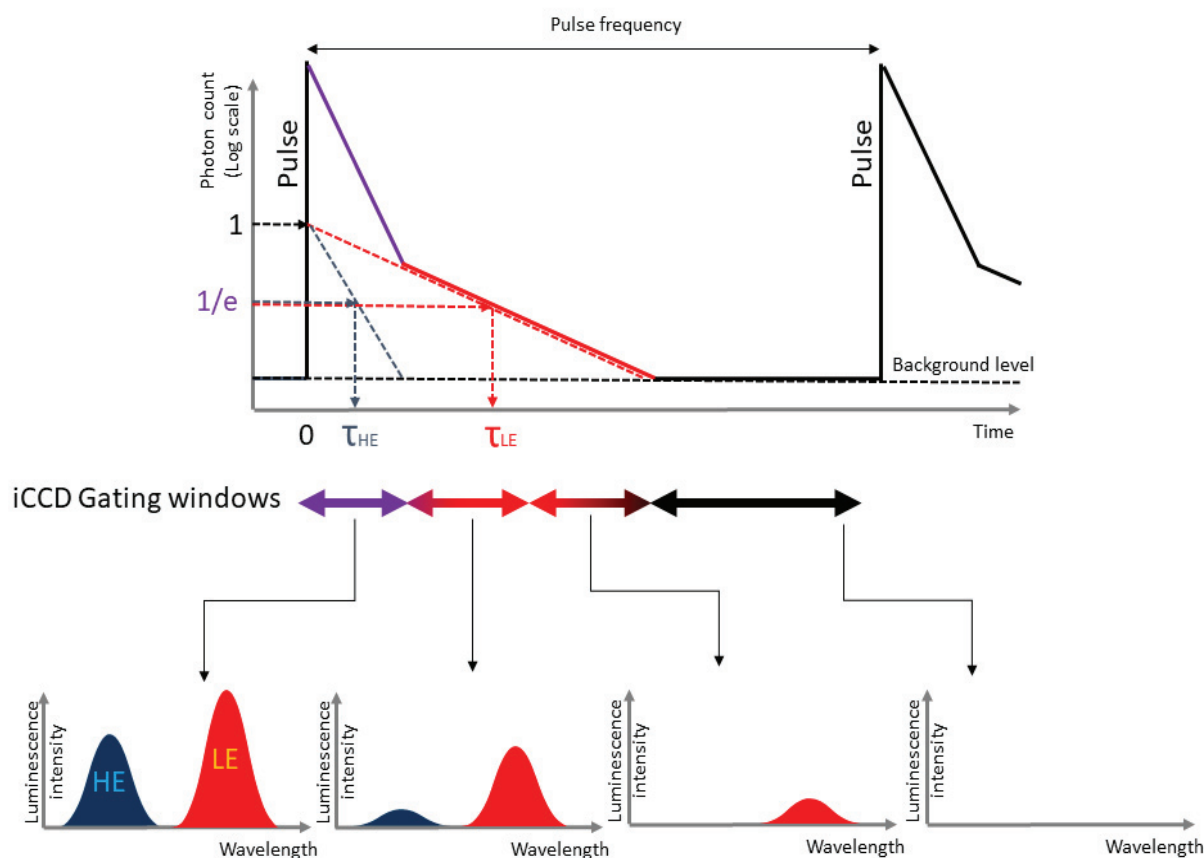 Pulse frequency
Photon count
(Log scale)
Pulse
Pulse
1
1/e
Background level
0
τHE
τLE
Time
iCCD Gating windows
Luminescence
intensity
HE
LE
Wavelength
Luminescence
intensity
Wavelength
Luminescence
intensity
Wavelength
Luminescence
intensity
Wavelength